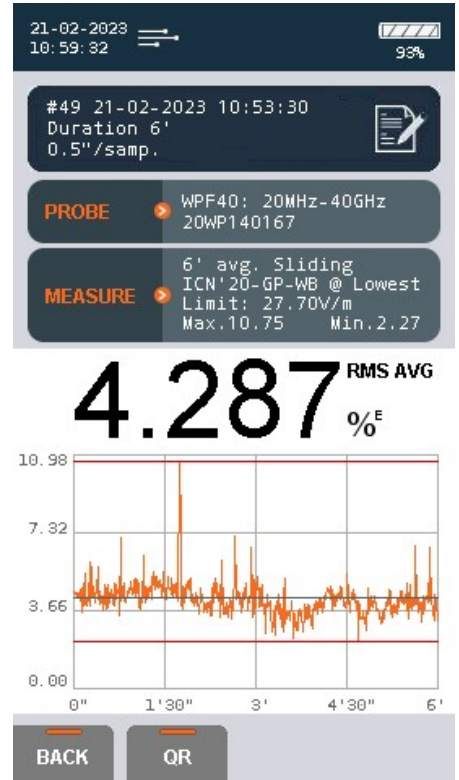 21-02-2023
10:59:32
93%
#49 21-02-2023 10:53:30
Duration 6'
0.5"/samp.
PROBE
WPF40: 20MHz-40GHz
20WP140167
MEASURE
6' avg. Sliding
ICN'20-GP-WB @ Lowest
Limit: 27.70V/m
Max.10.75 Min.2.27
4.287 RMS AVG
%E
10.98
7.32
3.66
0.00
0" 1'30" 3' 4'30" 6'
BACK QR